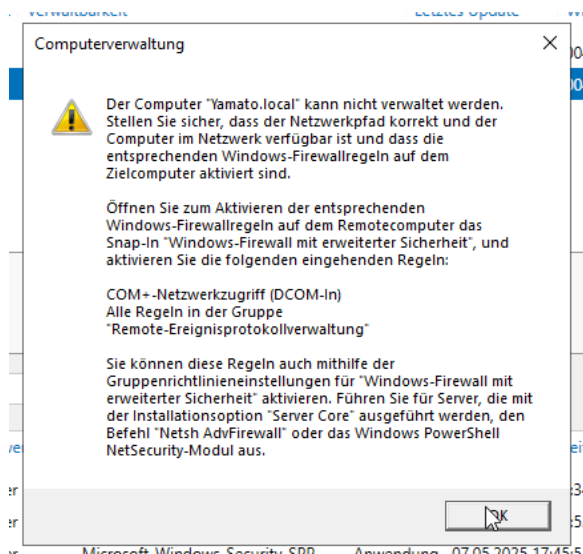 Verwaltbarkeit Letztes Update
Computerverwaltung
Der Computer "Yamato.local" kann nicht verwaltet werden.
Stellen Sie sicher, dass der Netzwerkpfad korrekt und der
Computer im Netzwerk verfügbar ist und dass die
entsprechenden Windows-Firewallregeln auf dem
Zielcomputer aktiviert sind.
Öffnen Sie zum Aktivieren der entsprechenden
Windows-Firewallregeln auf dem Remotecomputer das
Snap-In "Windows-Firewall mit erweiterter Sicherheit", und
aktivieren Sie die folgenden eingehenden Regeln:
COM+-Netzwerkzugriff (DCOM-In)
Alle Regeln in der Gruppe
"Remote-Ereignisprotokollverwaltung"
Sie können diese Regeln auch mithilfe der
Gruppenrichtlinieneinstellungen für "Windows-Firewall mit
erweiterter Sicherheit" aktivieren. Führen Sie für Server, die mit
der Installationsoption "Server Core" ausgeführt werden, den
Befehl "Netsh AdvFirewall" oder das Windows PowerShell
NetSecurity-Modul aus.
OK
Microsoft-Windows-Security-SPP Anwendung 07.05.2025 17:45:5